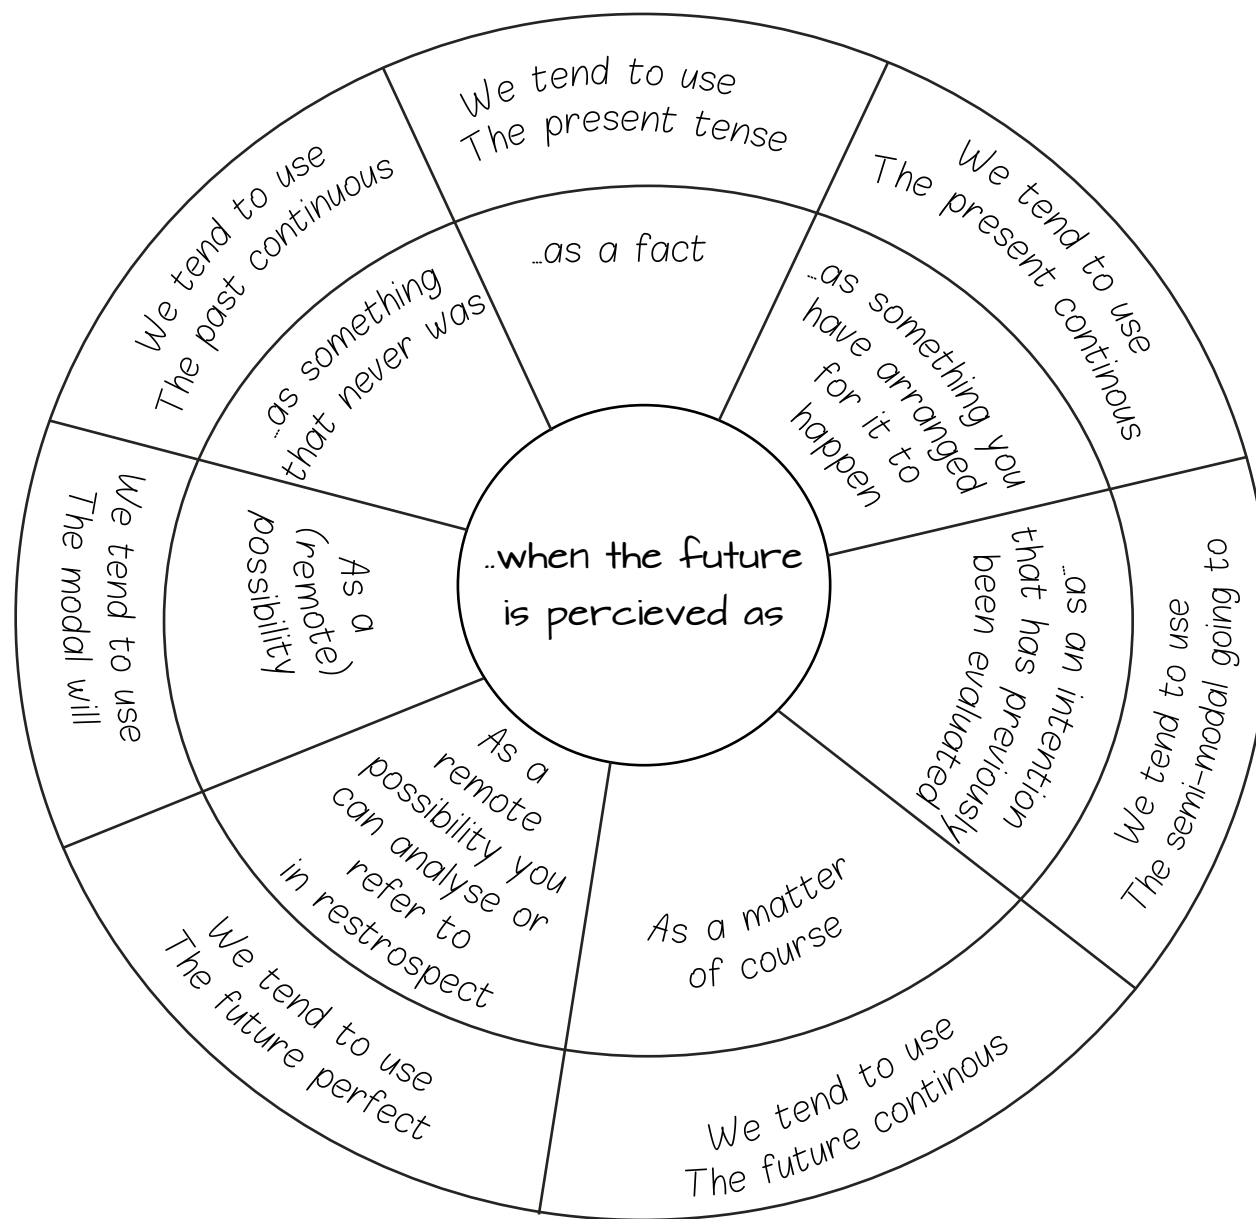 We tend to use
The present tense
...as a fact
We tend to use
The present continous
...as something you
have arranged
for it to
happen
We tend to use
The semi-modal going to
...as an intention
that has previously
been evaluated
We tend to use
The future continous
As a matter
of course
We tend to use
The future perfect
As a
remote
possibility you
can analyse or
refer to
in restrospect
We tend to use
The modal will
As a
(remote)
possibility
We tend to use
The past continuous
...as something
that never was
..when the future
is percieved as